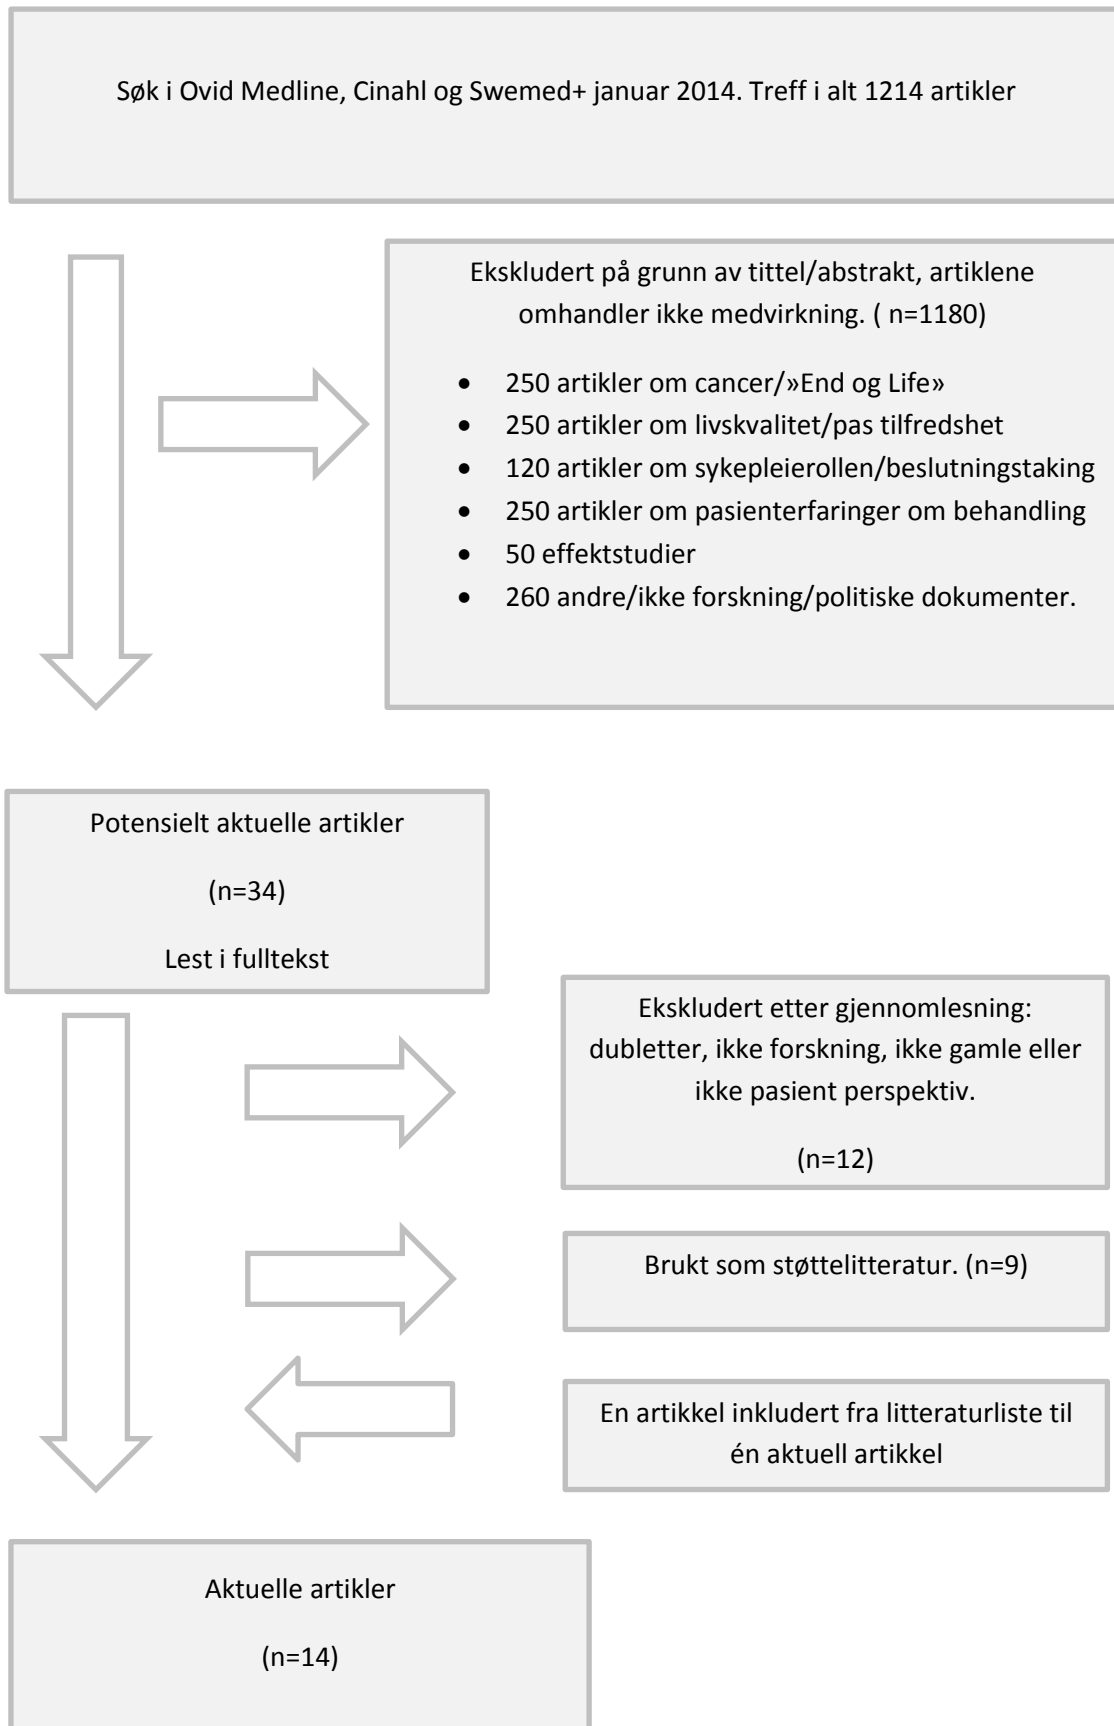 Søk i Ovid Medline, Cinahl og Swemed+ januar 2014. Treff i alt 1214 artikler
Ekskludert på grunn av tittel/abstrakt, artiklene
omhandler ikke medvirkning. ( n=1180)
• 250 artikler om cancer/»End og Life»
• 250 artikler om livskvalitet/pas tilfredshet
• 120 artikler om sykepleierollen/beslutningstaking
• 250 artikler om pasienterfaringer om behandling
• 50 effektstudier
• 260 andre/ikke forskning/politiske dokumenter.
Potensielt aktuelle artikler
(n=34)
Lest i fulltekst
Ekskludert etter gjennomlesning:
dubletter, ikke forskning, ikke gamle eller
ikke pasient perspektiv.
(n=12)
Brukt som støttelitteratur. (n=9)
En artikkel inkludert fra litteraturliste til
én aktuell artikkel
Aktuelle artikler
(n=14)